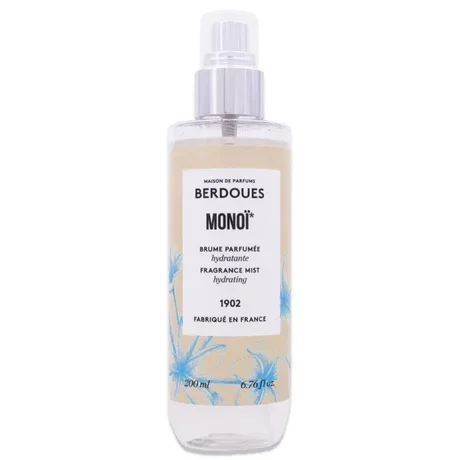 MAISON DE PARFUMS
BERDOUES
MONOÏ*
BRUME PARFUMÉE
hydratante
FRAGRANCE MIST
hydrating
1902
FABRIQUÉ EN FRANCE
200 ml 6.76 fl oz.